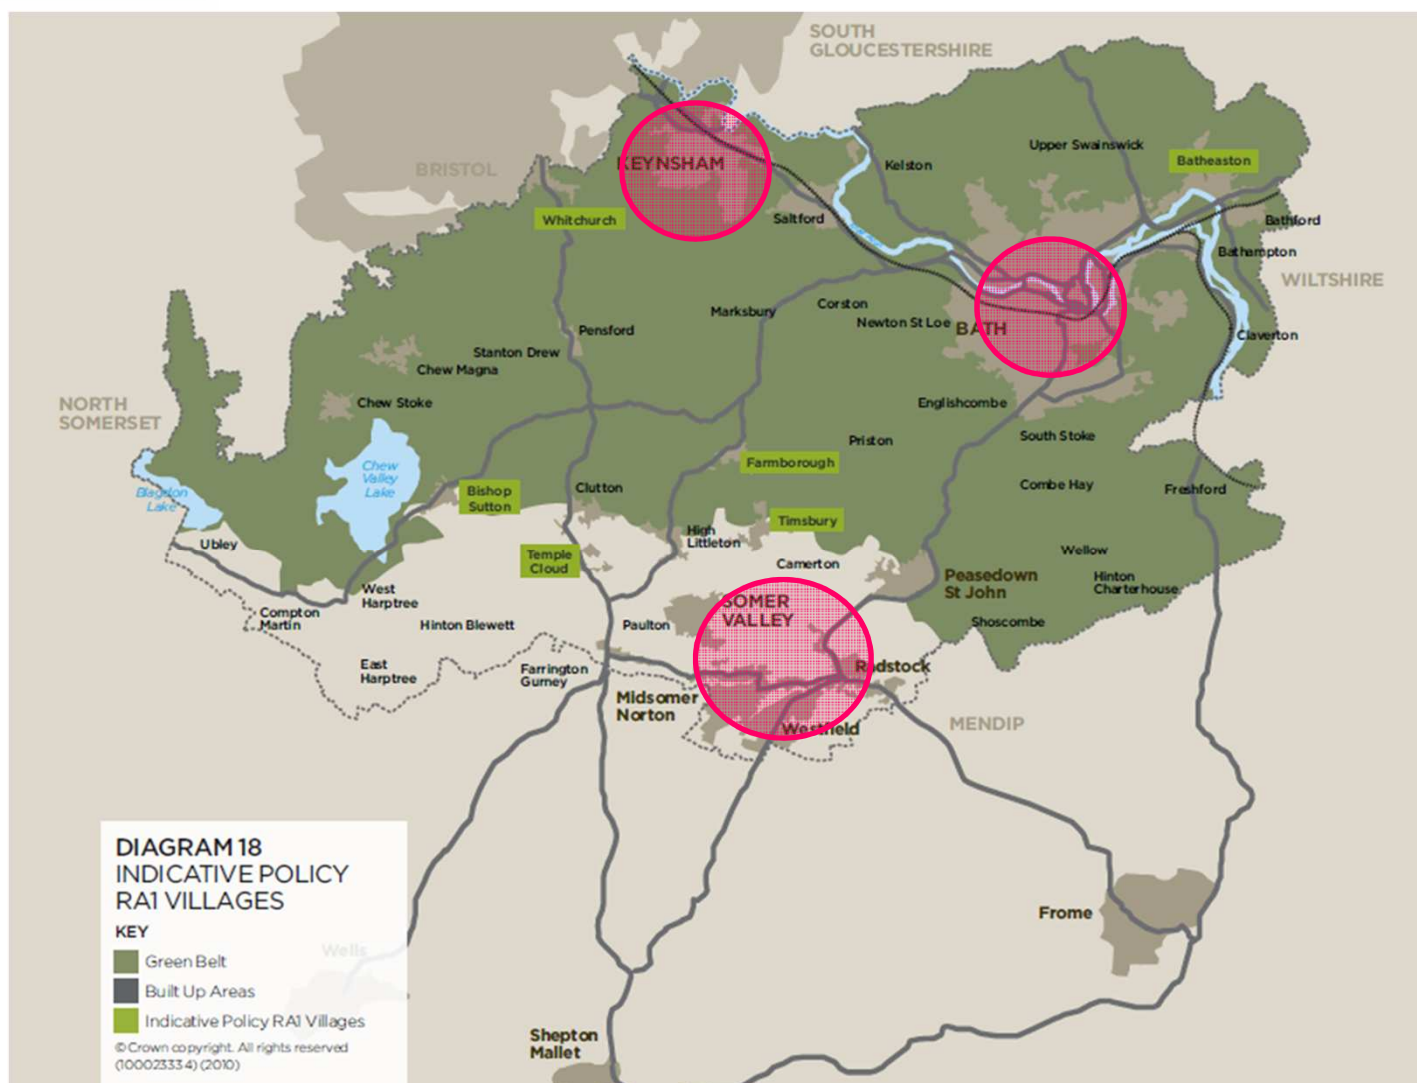 SOUTH
GLOUCESTERSHIRE
BRISTOL
KEYNSHAM
Kelston
Upper Swainswick
Batheaston
Whitchurch
Saltford
Bathford
Bathampton
WILTSHIRE
Marksbury
Corston
Newton St Loe
BATH
Claverton
Pensford
Stanton Drew
Chew Magna
Chew Stoke
NORTH
SOMERSET
Englishcombe
South Stoke
Priston
Farmborough
Chew
Valley
Lake
Blagdon
Lake
Bishop
Sutton
Clutton
Combe Hay
Freshford
Timsbury
High
Littleton
Ubley
Temple
Cloud
Camerton
Wellow
Peasedown
St John
Hinton
Charterhouse
West
Harptree
SOMER
VALLEY
Compton
Martin
Hinton Blewett
Paulton
Shoscombe
East
Harptree
Farrington
Gurney
Radstock
Midsomer
Norton
Westfield
MENDIP
DIAGRAM 18
INDICATIVE POLICY
RA1 VILLAGES
KEY
Wells
Green Belt
Built Up Areas
Indicative Policy RA1 Villages
© Crown copyright. All rights reserved
(100023334) (2010)
Frome
Shepton
Mallet